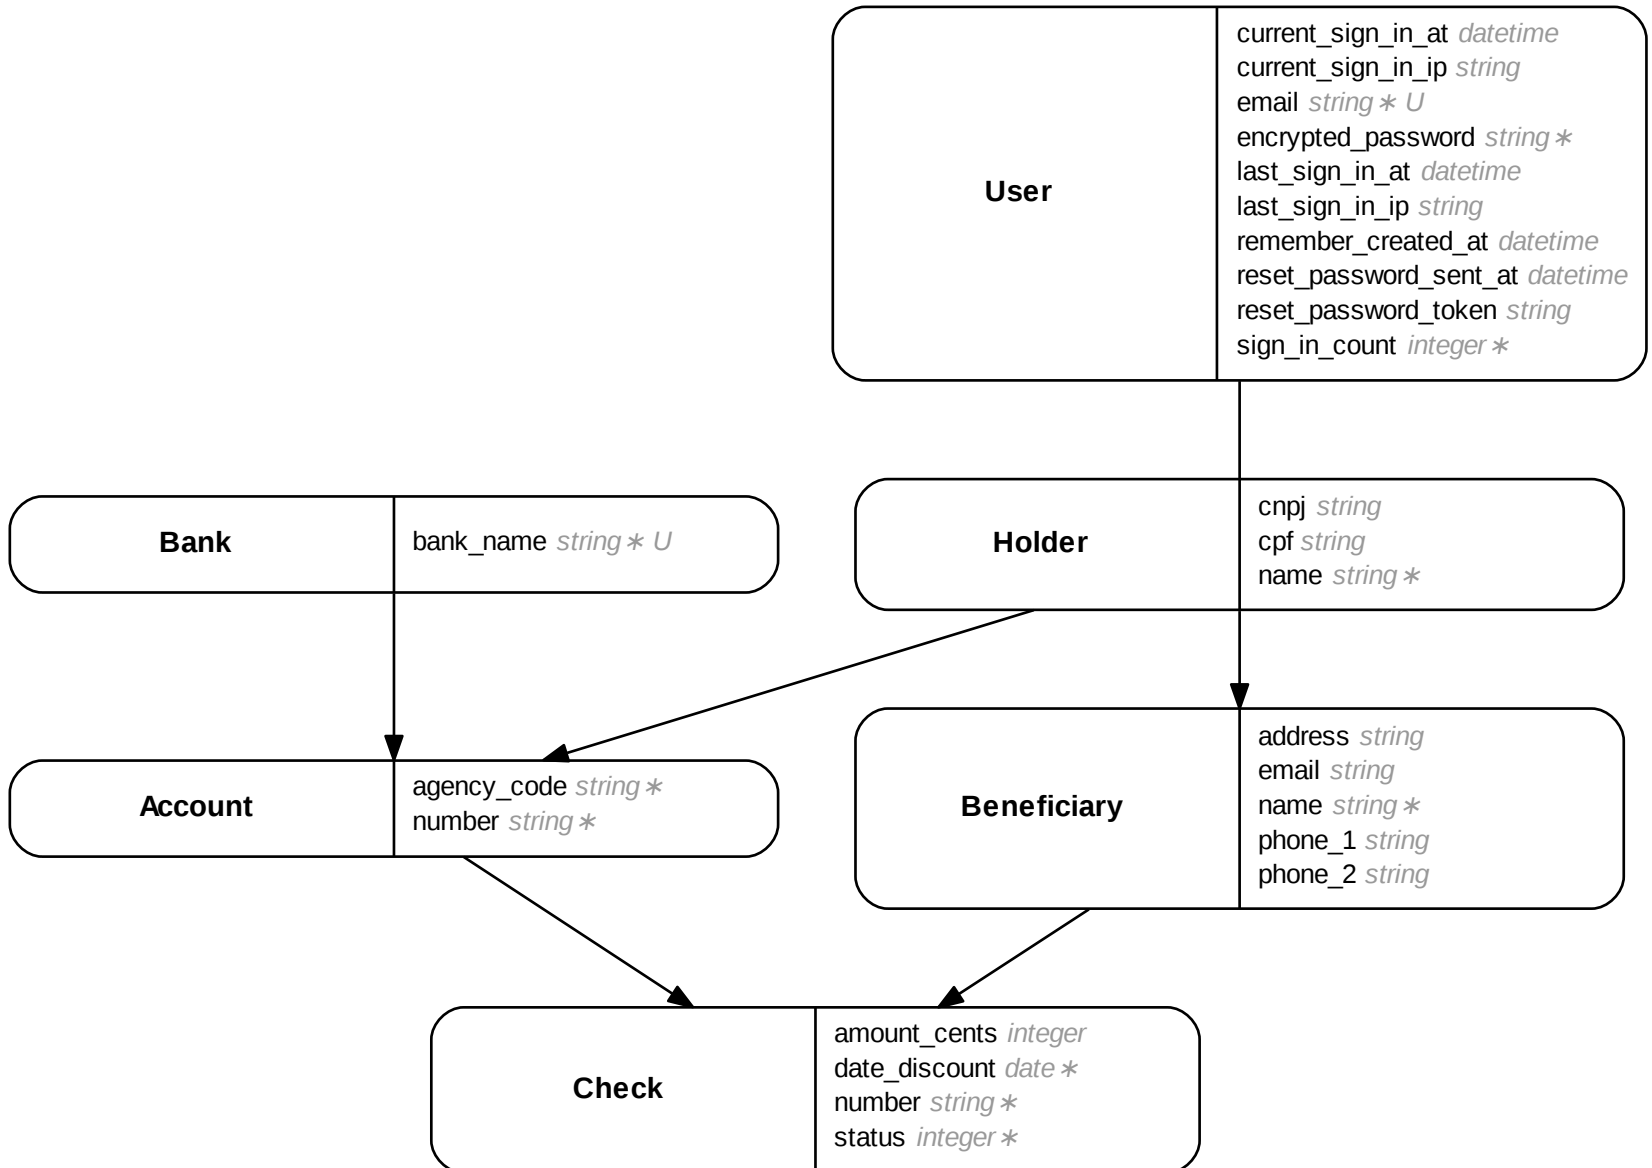 User
current_sign_in_at datetime
current_sign_in_ip string
email string∗ U
encrypted_password string∗
last_sign_in_at datetime
last_sign_in_ip string
remember_created_at datetime
reset_password_sent_at datetime
reset_password_token string
sign_in_count integer∗
Bank
bank_name string∗ U
Holder
cnpj string
cpf string
name string∗
Account
agency_code string∗
number string∗
Beneficiary
address string
email string
name string∗
phone_1 string
phone_2 string
Check
amount_cents integer
date_discount date∗
number string∗
status integer∗